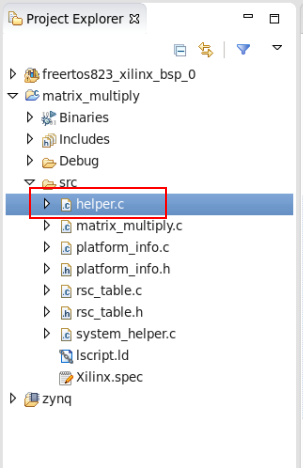 Project Explorer
freertos823_xilinx_bsp_0
matrix_multiply
Binaries
Includes
Debug
src
helper.c
matrix_multiply.c
platform_info.c
platform_info.h
rsc_table.c
rsc_table.h
system_helper.c
lscript.ld
Xilinx.spec
zynq